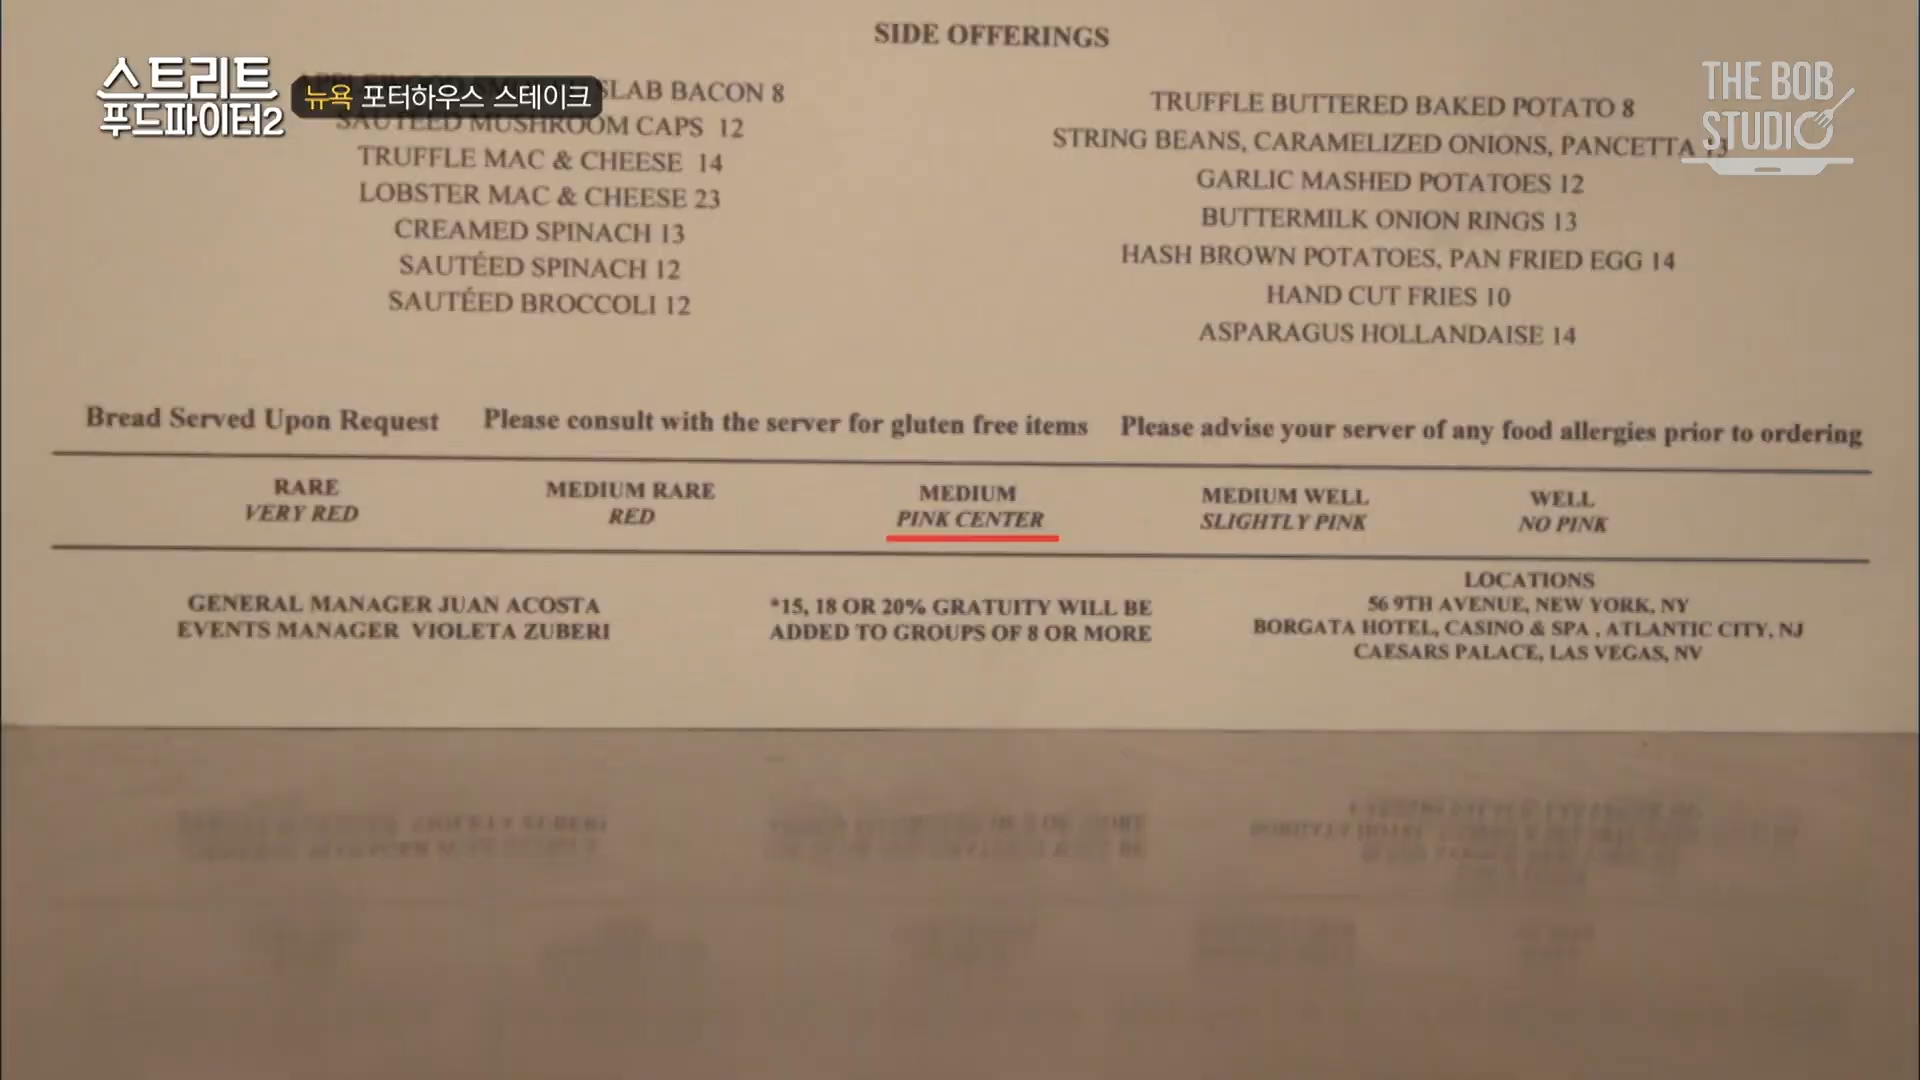 SIDE OFFERINGS
스트리트
푸드파이터2
뉴욕 포터하우스 스테이크
THE BOB
STUDIO
SLAB BACON 8
SAUTÉED MUSHROOM CAPS 12
TRUFFLE MAC & CHEESE 14
LOBSTER MAC & CHEESE 23
CREAMED SPINACH 13
SAUTÉED SPINACH 12
SAUTÉED BROCCOLI 12
TRUFFLE BUTTERED BAKED POTATO 8
STRING BEANS, CARAMELIZED ONIONS, PANCETTA 13
GARLIC MASHED POTATOES 12
BUTTERMILK ONION RINGS 13
HASH BROWN POTATOES, PAN FRIED EGG 14
HAND CUT FRIES 10
ASPARAGUS HOLLANDAISE 14
Bread Served Upon Request Please consult with the server for gluten free items Please advise your server of any food allergies prior to ordering
RARE
VERY RED
MEDIUM RARE
RED
MEDIUM
PINK CENTER
MEDIUM WELL
SLIGHTLY PINK
WELL
NO PINK
GENERAL MANAGER JUAN ACOSTA
EVENTS MANAGER VIOLETA ZUBERI
*15, 18 OR 20% GRATUITY WILL BE
ADDED TO GROUPS OF 8 OR MORE
LOCATIONS
56 9TH AVENUE, NEW YORK, NY
BORGATA HOTEL, CASINO & SPA , ATLANTIC CITY, NJ
CAESARS PALACE, LAS VEGAS, NV